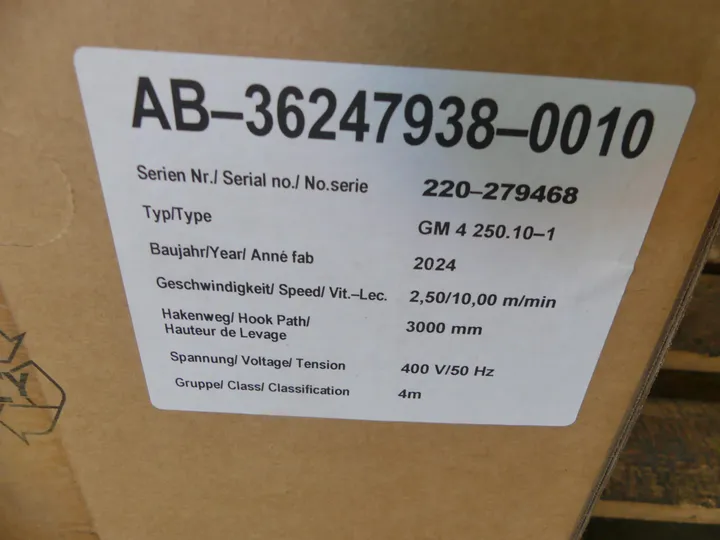 AB–36247938–0010
Serien Nr./ Serial no./ No.serie 220–279468
Typ/Type GM 4 250.10–1
Baujahr/Year/ Anné fab 2024
Geschwindigkeit/ Speed/ Vit.–Lec. 2,50/10,00 m/min
Hakenweg/ Hook Path/ 3000 mm
Hauteur de Levage
Spannung/ Voltage/ Tension 400 V/50 Hz
Gruppe/ Class/ Classification 4m